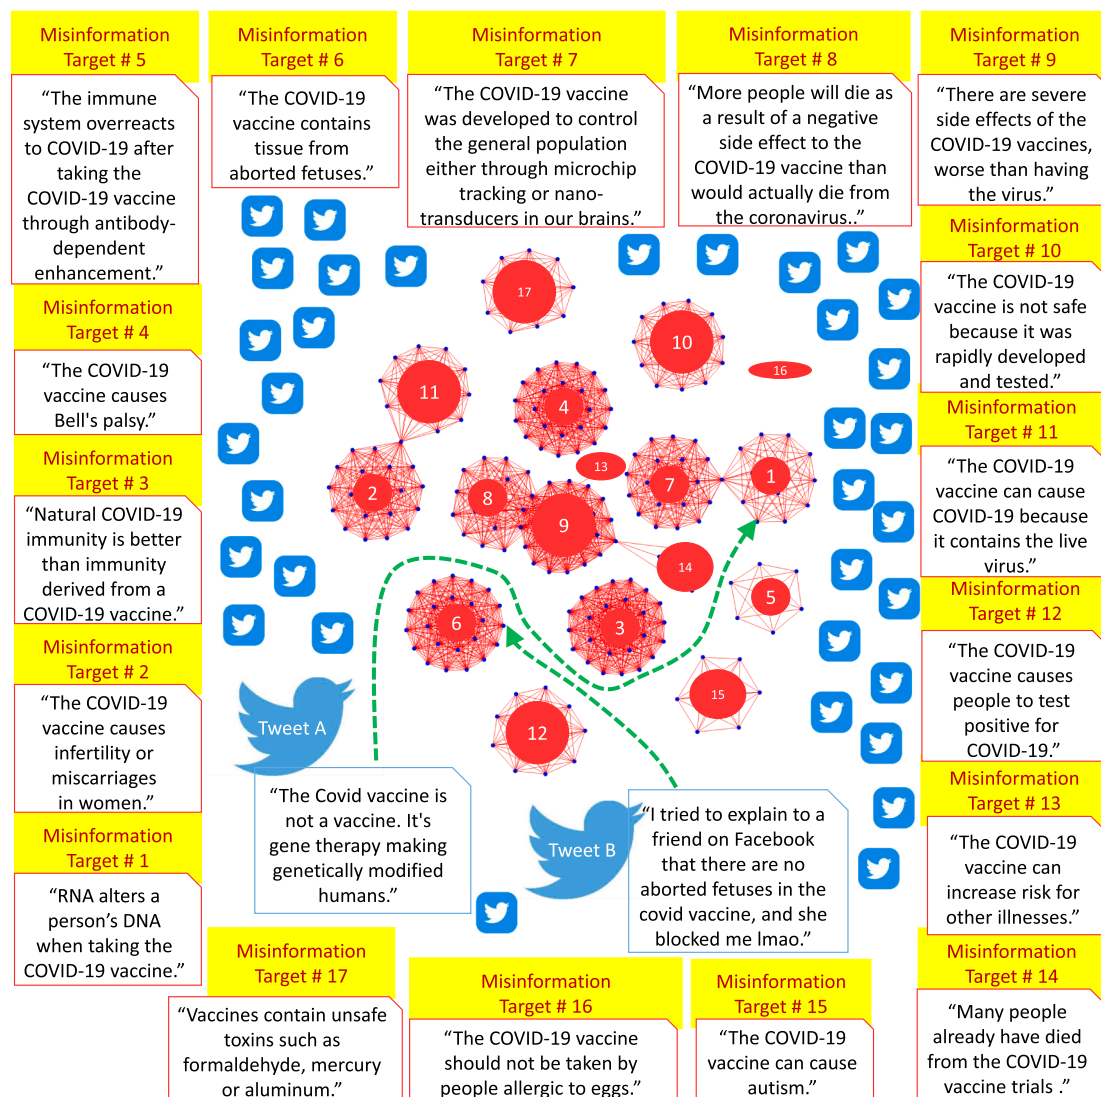 Misinformation
Target # 5
“The immune
system overreacts
to COVID-19 after
taking the
COVID-19 vaccine
through antibody-
dependent
enhancement.”
Misinformation
Target # 6
“The COVID-19
vaccine contains
tissue from
aborted fetuses.”
Misinformation
Target # 7
“The COVID-19 vaccine
was developed to control
the general population
either through microchip
tracking or nano-
transducers in our brains.”
Misinformation
Target # 8
“More people will die as
a result of a negative
side effect to the
COVID-19 vaccine than
would actually die from
the coronavirus..”
Misinformation
Target # 9
“There are severe
side effects of the
COVID-19 vaccines,
worse than having
the virus.”
Misinformation
Target # 10
“The COVID-19
vaccine is not safe
because it was
rapidly developed
and tested.”
Misinformation
Target # 4
“The COVID-19
vaccine causes
Bell's palsy.”
Misinformation
Target # 11
“The COVID-19
vaccine can cause
COVID-19 because
it contains the live
virus.”
Misinformation
Target # 3
“Natural COVID-19
immunity is better
than immunity
derived from a
COVID-19 vaccine.”
Misinformation
Target # 12
“The COVID-19
vaccine causes
people to test
positive for
COVID-19.”
Misinformation
Target # 2
“The COVID-19
vaccine causes
infertility or
miscarriages
in women.”
Misinformation
Target # 13
“The COVID-19
vaccine can
increase risk for
other illnesses.”
Misinformation
Target # 1
“RNA alters a
person’s DNA
when taking the
COVID-19 vaccine.”
17
10
16
11
4
13
2
8
7
1
9
14
5
6
3
15
12
Tweet A
“The Covid vaccine is
not a vaccine. It's
gene therapy making
genetically modified
humans.”
Tweet B
“I tried to explain to a
friend on Facebook
that there are no
aborted fetuses in the
covid vaccine, and she
blocked me lmao.”
Misinformation
Target # 17
“Vaccines contain unsafe
toxins such as
formaldehyde, mercury
or aluminum.”
Misinformation
Target # 16
“The COVID-19 vaccine
should not be taken by
people allergic to eggs.”
Misinformation
Target # 15
“The COVID-19
vaccine can cause
autism.”
Misinformation
Target # 14
“Many people
already have died
from the COVID-19
vaccine trials .”